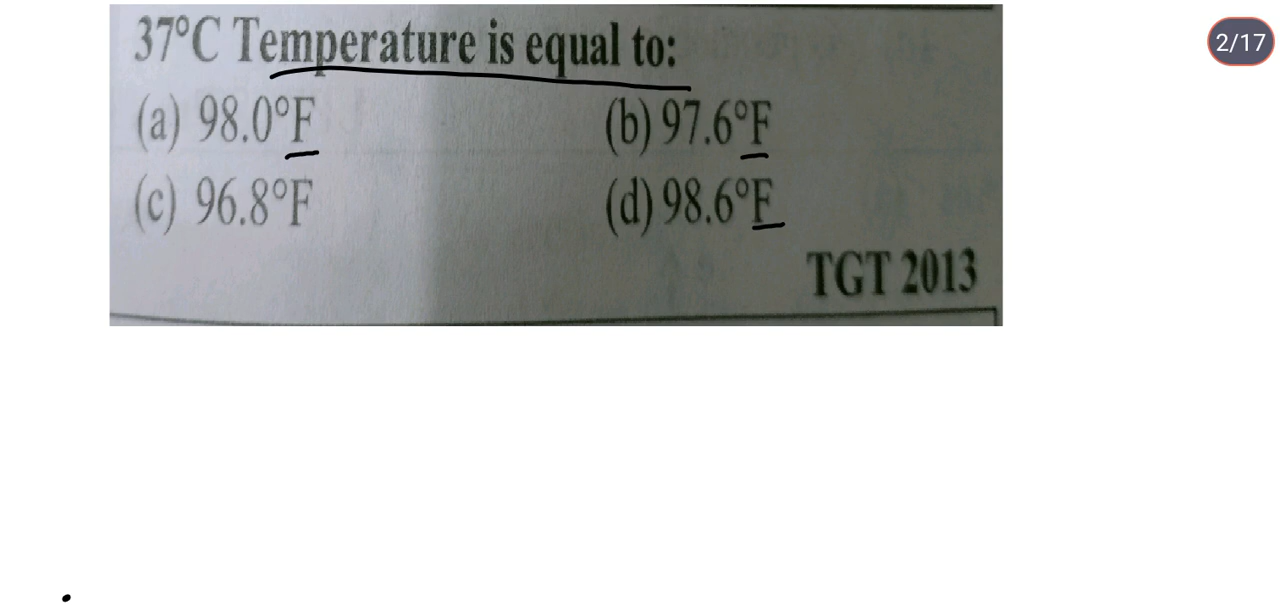 37°C Temperature is equal to:
2/17
(a) 98.0°F (b) 97.6°F
(c) 96.8°F (d) 98.6°F
TGT 2013